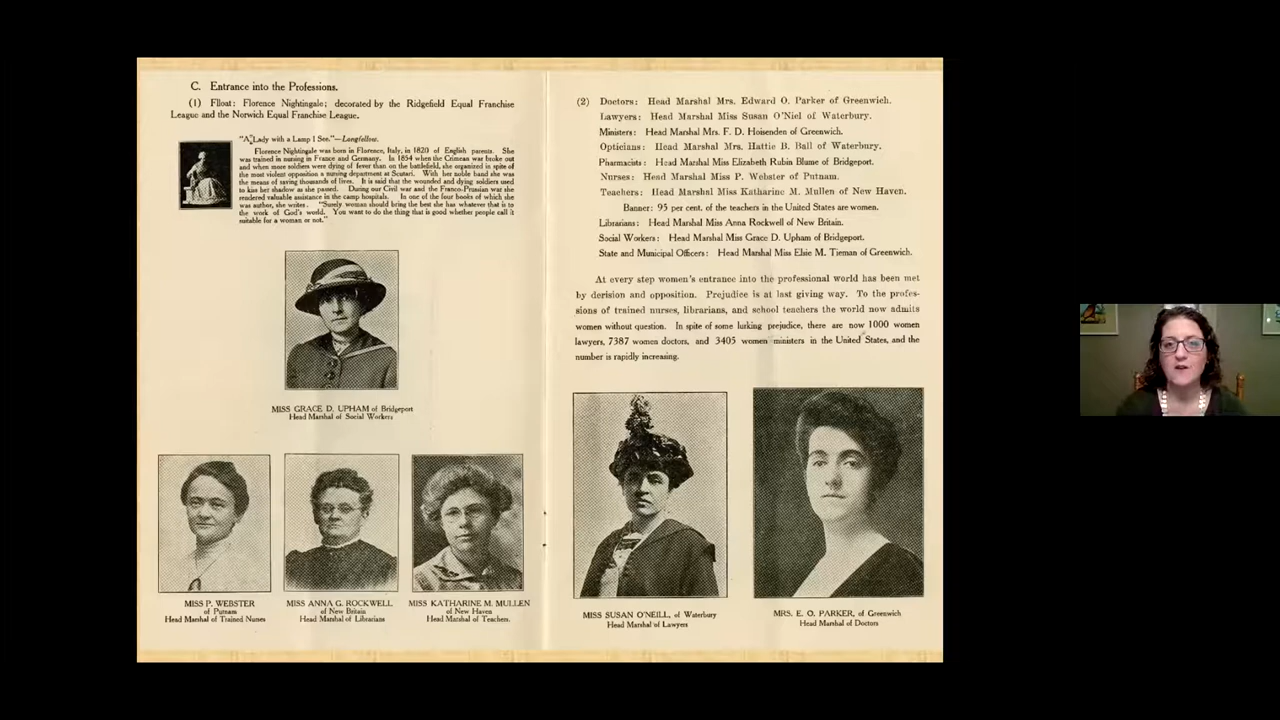 C. Entrance into the Professions.
(1) Flloat: Florence Nightingale; decorated by the Ridgefield Equal Franchise
League and the Norwich Equal Franchise League.
"A Lady with a Lamp I See."—Longfellow.
Florence Nightingale was born in Florence, Italy, in 1820 of English parents. She
was trained in nursing in France and Germany. In 1854 when the Crimean war broke out
and when more soldiers were dying of fever than on the battlefield, she organized in spite of
the most violent opposition a nursing department at Scutari. With her noble hand she was
the means of saving thousands of lives. It is said that the wounded and dying soldiers used
to kiss her shadow as she passed. During our Civil war and the Franco-Prussian war she
rendered valuable assistance in the camp hospitals. In one of the four books of which she
was author, she writes. "Surely woman should bring the best she has whatever that is to
the work of God's world. You want to do the thing that is good whether people call it
suitable for a woman or not."
MISS GRACE D. UPHAM of Bridgeport
Head Marshal of Social Workers
MISS P. WEBSTER
of Putnam
Head Marshal of Trained Nunes
MISS ANNA G. ROCKWELL
of New Britain
Head Marshal of Librarians
MISS KATHARINE M. MULLEN
of New Haven
Head Marshal of Teachers.
(2) Doctors: Head Marshal Mrs. Edward O. Parker of Greenwich.
Lawyers: Head Marshal Miss Susan O'Niel of Waterbury.
Ministers: Head Marshal Mrs. F. D. Hoisenden of Greenwich.
Opticians: Head Marshal Mrs. Hattie B. Ball of Waterbury.
Pharmacists: Head Marshal Miss Elizabeth Rubin Blume of Bridgeport.
Nurses: Head Marshal Miss P. Webster of Putnam.
Teachers: Head Marshal Miss Katharine M. Mullen of New Haven.
Banner: 95 per cent. of the teachers in the United States are women.
Librarians: Head Marshal Miss Anna Rockwell of New Britain.
Social Workers: Head Marshal Miss Grace D. Upham of Bridgeport.
State and Municipal Officers: Head Marshal Miss Elsie M. Tieman of Greenwich.
At every step women's entrance into the professional world has been met
by derision and opposition. Prejudice is at last giving way. To the profes-
sions of trained nurses, librarians, and school teachers the world now admits
women without question. In spite of some lurking prejudice, there are now 1000 women
lawyers, 7387 women doctors, and 3405 women ministers in the United States, and the
number is rapidly increasing.
MISS SUSAN O'NEILL, of Waterbury
Head Marshal of Lawyers
MRS. E. O. PARKER, of Greenwich
Head Marshal of Doctors